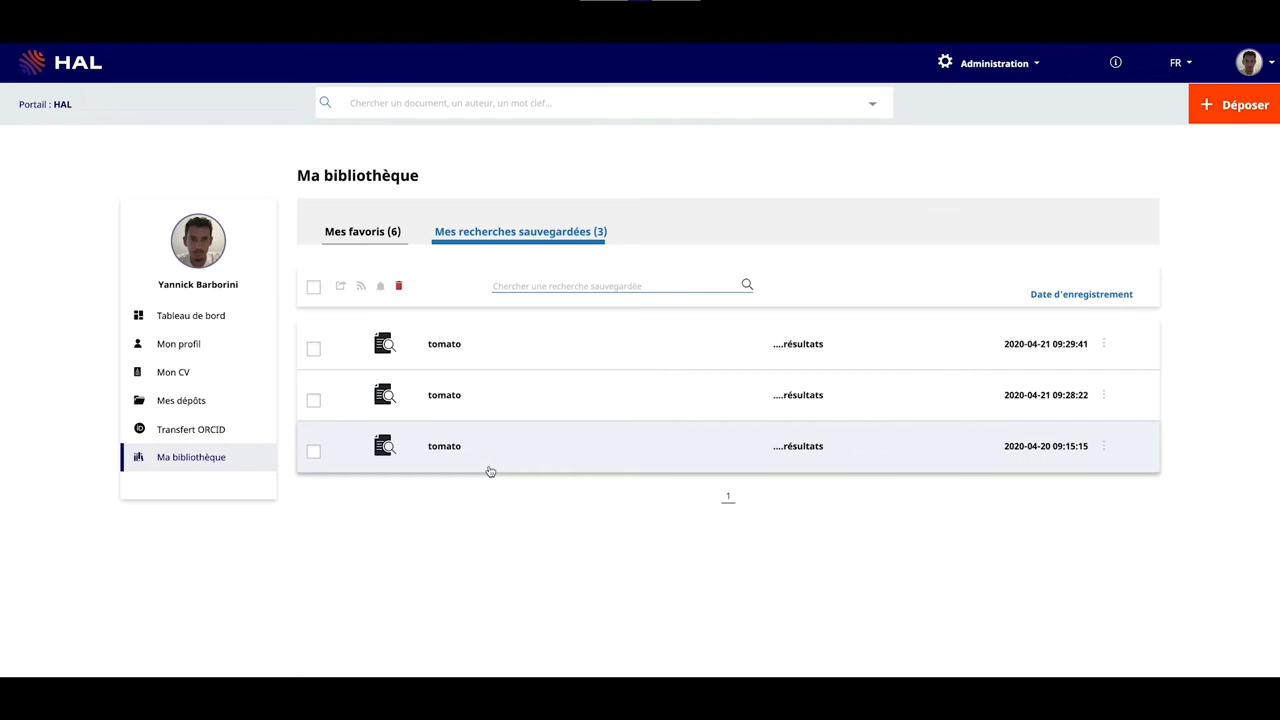 HAL
Administration
FR
Portail : HAL
Chercher un document, un auteur, un mot clef...
+ Déposer
Ma bibliothèque
Mes favoris (6)
Mes recherches sauvegardées (3)
Yannick Barborini
Tableau de bord
Mon profil
Mon CV
Mes dépôts
Transfert ORCID
Ma bibliothèque
Chercher une recherche sauvegardée
Date d'enregistrement
tomato ....résultats 2020-04-21 09:29:41
tomato ....résultats 2020-04-21 09:28:22
tomato ....résultats 2020-04-20 09:15:15
1